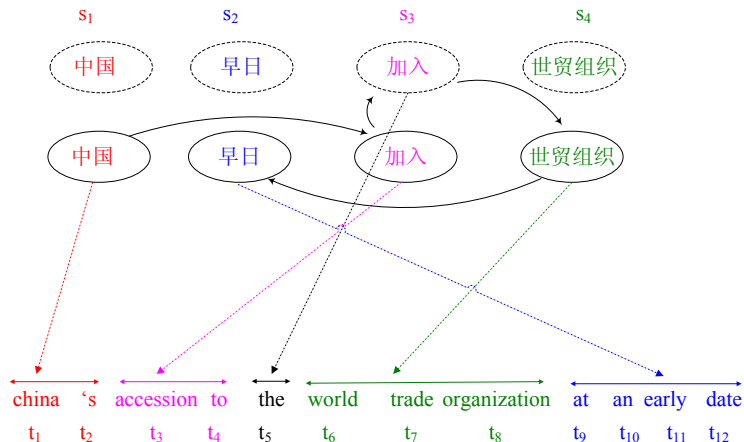 s1 s2 s3 s4
中国 早日 加入 世贸组织
中国 早日 加入 世贸组织
china ‘s accession to the world trade organization at an early date
t1 t2 t3 t4 t5 t6 t7 t8 t9 t10 t11 t12